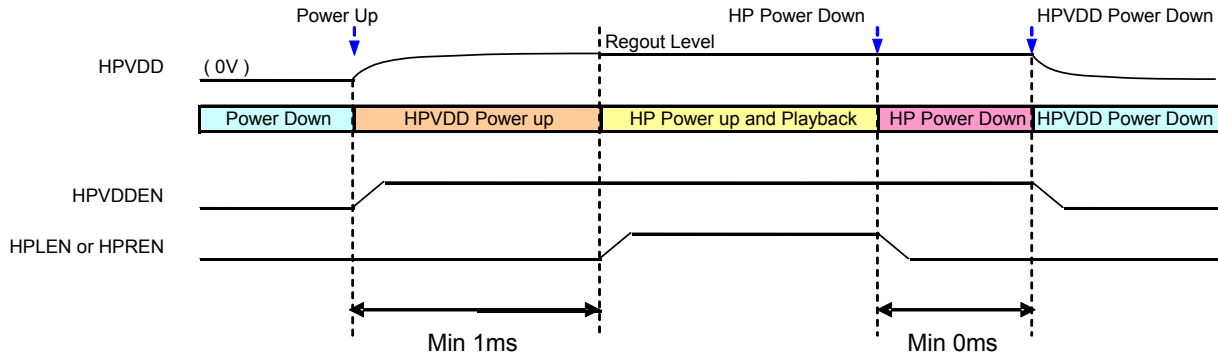 Power Up HP Power Down HPVDD Power Down
Regout Level
HPVDD ( 0V )
Power Down HPVDD Power up HP Power up and Playback HP Power Down HPVDD Power Down
HPVDDEN
HPLEN or HPREN
Min 1ms Min 0ms